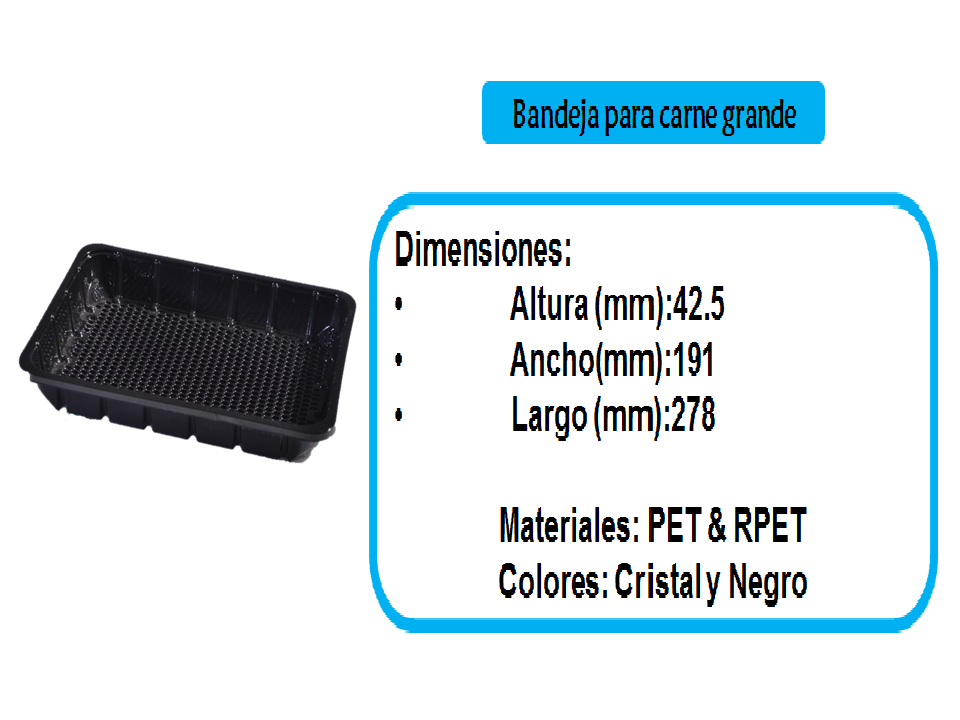 Bandeja para carne grande
Dimensiones:
• Altura (mm):42.5
• Ancho(mm):191
• Largo (mm):278
Materiales: PET & RPET
Colores: Cristal y Negro